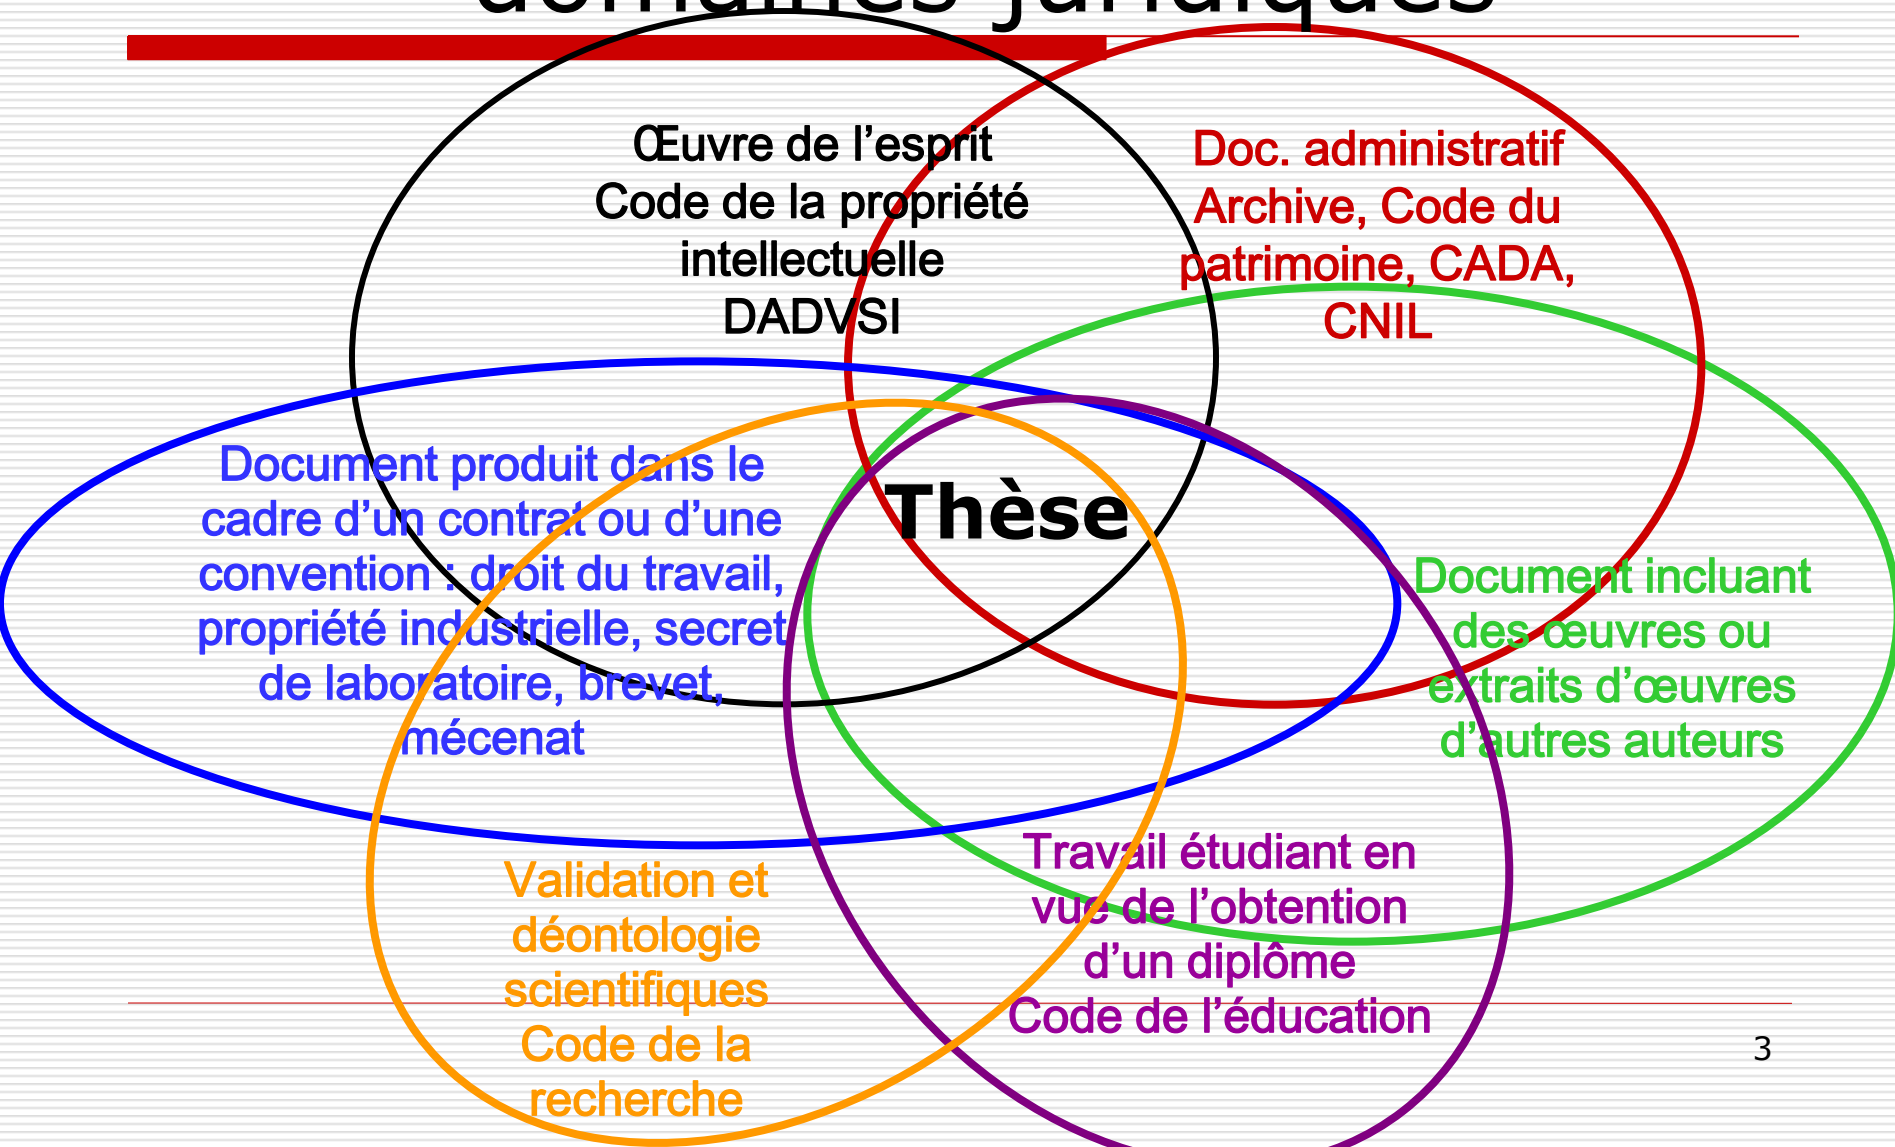 domaines juridiques
Œuvre de l’esprit
Code de la propriété
intellectuelle
DADVSI
Doc. administratif
Archive, Code du
patrimoine, CADA,
CNIL
Document produit dans le
cadre d’un contrat ou d’une
convention : droit du travail,
propriété industrielle, secret
de laboratoire, brevet,
mécenat
Thèse
Document incluant
des œuvres ou
extraits d’œuvres
d’autres auteurs
Validation et
déontologie
scientifiques
Code de la
recherche
Travail étudiant en
vue de l’obtention
d’un diplôme
Code de l’éducation
3